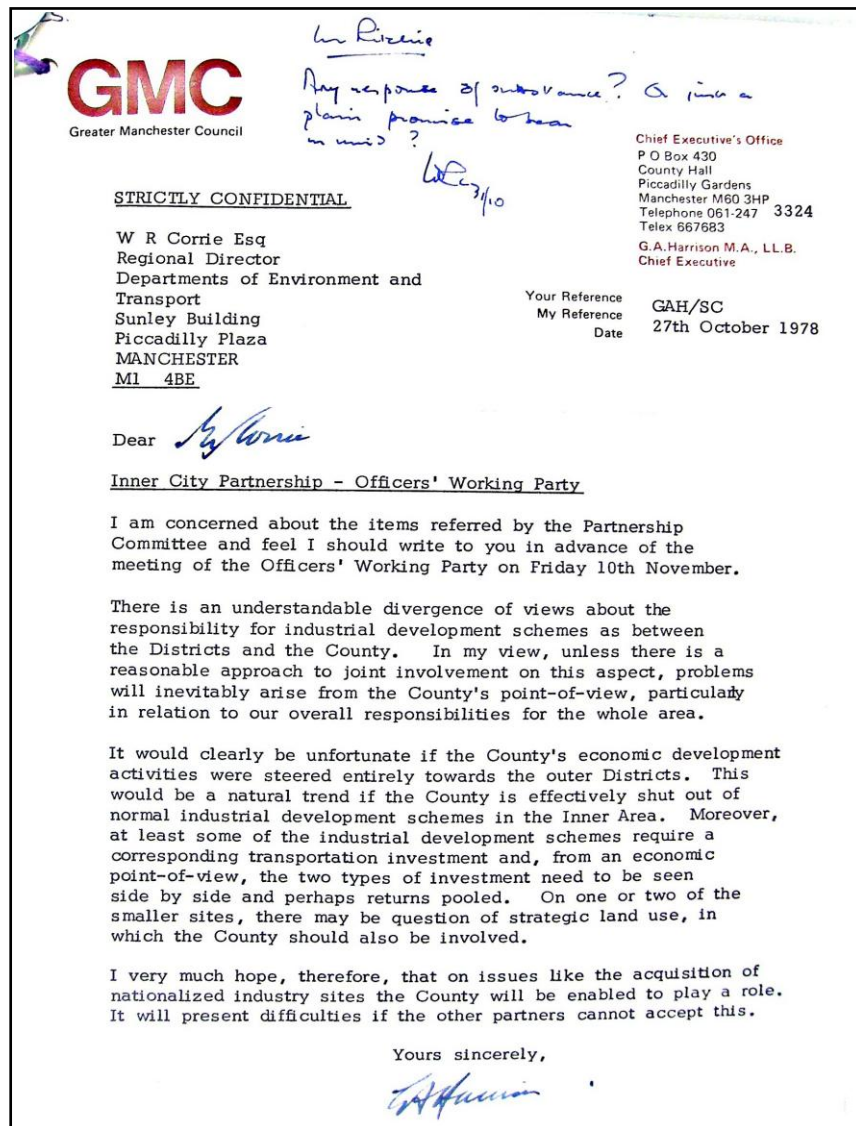 Mr Ritchie
Any response of substance? Or just a
plain promise to bear
in mind?
31/10
GMC
Greater Manchester Council
Chief Executive's Office
P O Box 430
County Hall
Piccadilly Gardens
Manchester M60 3HP
Telephone 061-247 3324
Telex 667683
G.A.Harrison M.A., LL.B.
Chief Executive
STRICTLY CONFIDENTIAL
W R Corrie Esq
Regional Director
Departments of Environment and
Transport
Sunley Building
Piccadilly Plaza
MANCHESTER
M1 4BE
Your Reference
My Reference GAH/SC
Date 27th October 1978
Dear Mr Corrie
Inner City Partnership - Officers' Working Party
I am concerned about the items referred by the Partnership
Committee and feel I should write to you in advance of the
meeting of the Officers' Working Party on Friday 10th November.
There is an understandable divergence of views about the
responsibility for industrial development schemes as between
the Districts and the County. In my view, unless there is a
reasonable approach to joint involvement on this aspect, problems
will inevitably arise from the County's point-of-view, particularly
in relation to our overall responsibilities for the whole area.
It would clearly be unfortunate if the County's economic development
activities were steered entirely towards the outer Districts. This
would be a natural trend if the County is effectively shut out of
normal industrial development schemes in the Inner Area. Moreover,
at least some of the industrial development schemes require a
corresponding transportation investment and, from an economic
point-of-view, the two types of investment need to be seen
side by side and perhaps returns pooled. On one or two of the
smaller sites, there may be question of strategic land use, in
which the County should also be involved.
I very much hope, therefore, that on issues like the acquisition of
nationalized industry sites the County will be enabled to play a role.
It will present difficulties if the other partners cannot accept this.
Yours sincerely,
GAHarrison